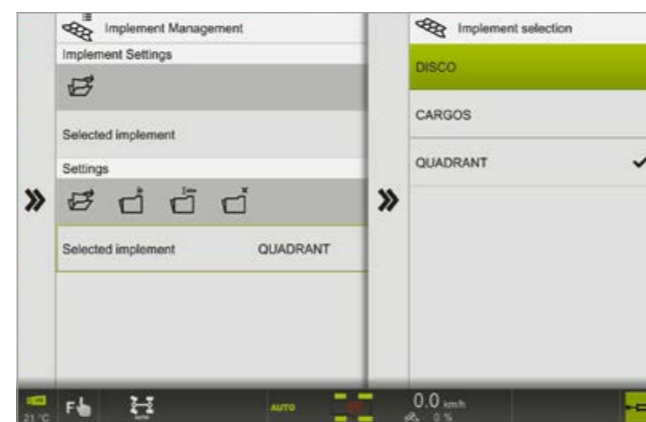 Implement Management
Implement Settings
Selected implement
Settings
Selected implement QUADRANT
Implement selection
DISCO
CARGOS
QUADRANT
21 °C
F
AUTO
0.0 km/h
0 %